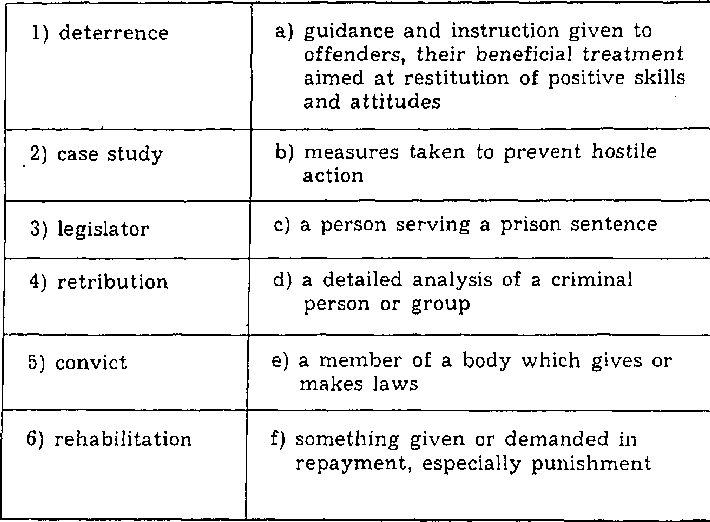 1) deterrence
a) guidance and instruction given to
offenders, their beneficial treatment
aimed at restitution of positive skills
and attitudes
2) case study
b) measures taken to prevent hostile
action
3) legislator
c) a person serving a prison sentence
4) retribution
d) a detailed analysis of a criminal
person or group
5) convict
e) a member of a body which gives or
makes laws
6) rehabilitation
f) something given or demanded in
repayment, especially punishment